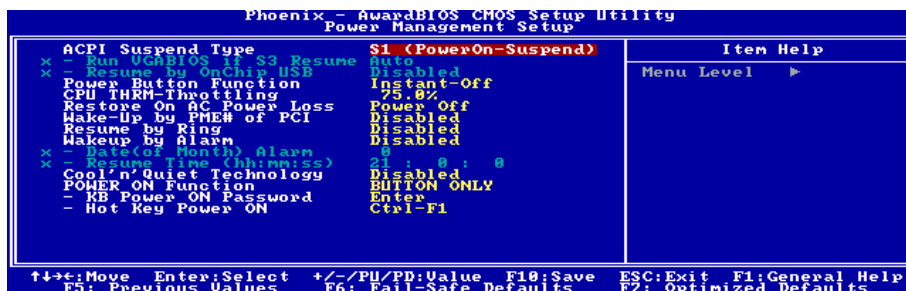 Phoenix - AwardBIOS CMOS Setup Utility
Power Management Setup
ACPI Suspend Type S1 (PowerOn-Suspend)
x - Run VGABIOS if S3 Resume Auto
x - Resume by OnChip USB Disabled
Power Button Function Instant-Off
CPU THRM-Throttling 75.0%
Restore On AC Power Loss Power Off
Wake-Up by PME# of PCI Disabled
Resume by Ring Disabled
Wakeup by Alarm Disabled
x - Date(of Month) Alarm 0
x - Resume Time (hh:mm:ss) 21 : 0 : 0
Cool'n'Quiet Technology Disabled
POWER ON Function BUTTON ONLY
- KB Power ON Password Enter
- Hot Key Power ON Ctrl-F1
Item Help
Menu Level ►
↑↓→←:Move Enter:Select +/-/PU/PD:Value F10:Save ESC:Exit F1:General Help
F5: Previous Values F6: Fail-Safe Defaults F7: Optimized Defaults